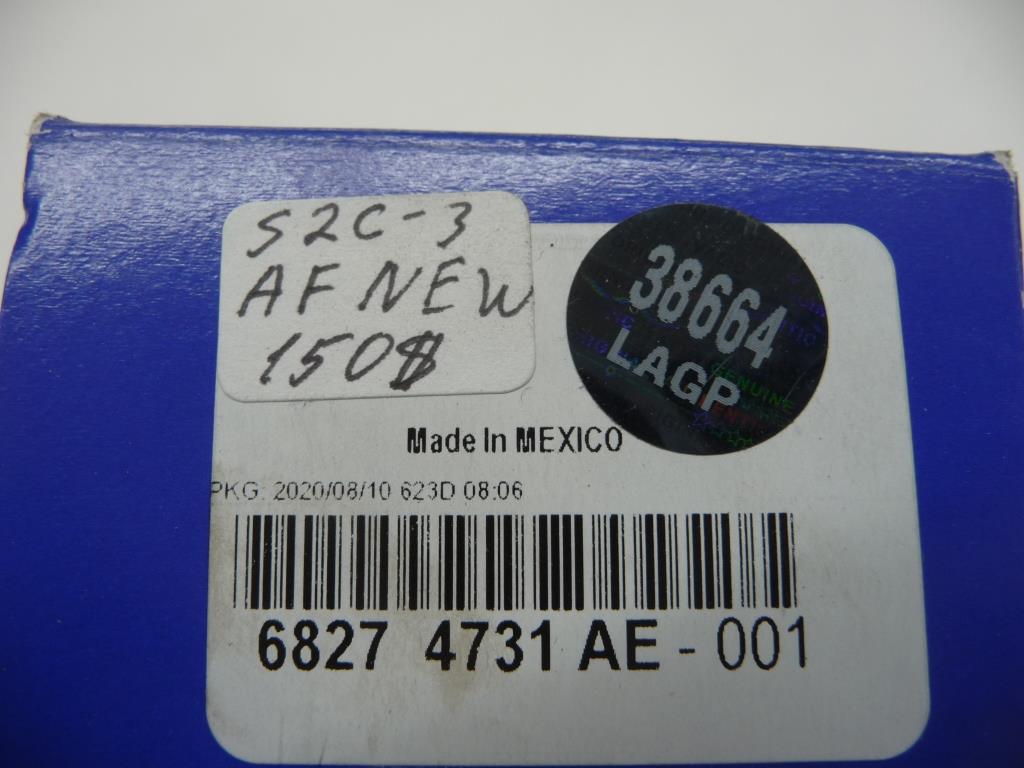 S2C-3
AF NEW
150$
38664
LAGP
GENUINE
Made In MEXICO
PKG: 2020/08/10 623D 08:06
6827 4731 AE - 001